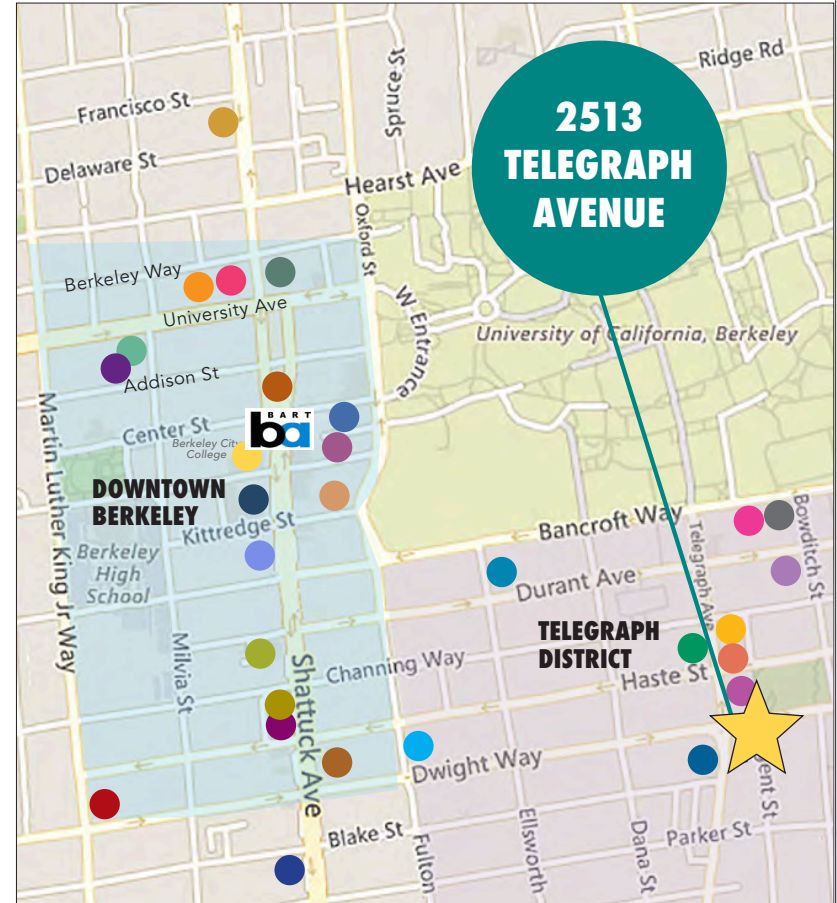 Ridge Rd
Spruce St
Francisco St
Delaware St
Hearst Ave
2513
TELEGRAPH
AVENUE
Oxford St
Berkeley Way
University Ave
W Entrance
University of California, Berkeley
Addison St
Martin Luther King Jr Way
Center St
BART
ba
Berkeley City
College
DOWNTOWN
BERKELEY
Kittredge St
Berkeley
High
School
Bancroft Way
Bowditch St
Telegraph Ave
Durant Ave
TELEGRAPH
DISTRICT
Milvia St
Shattuck Ave
Channing Way
Haste St
Dwight Way
Blake St
Fulton
Ellsworth
Dana St
Parker St
ent St